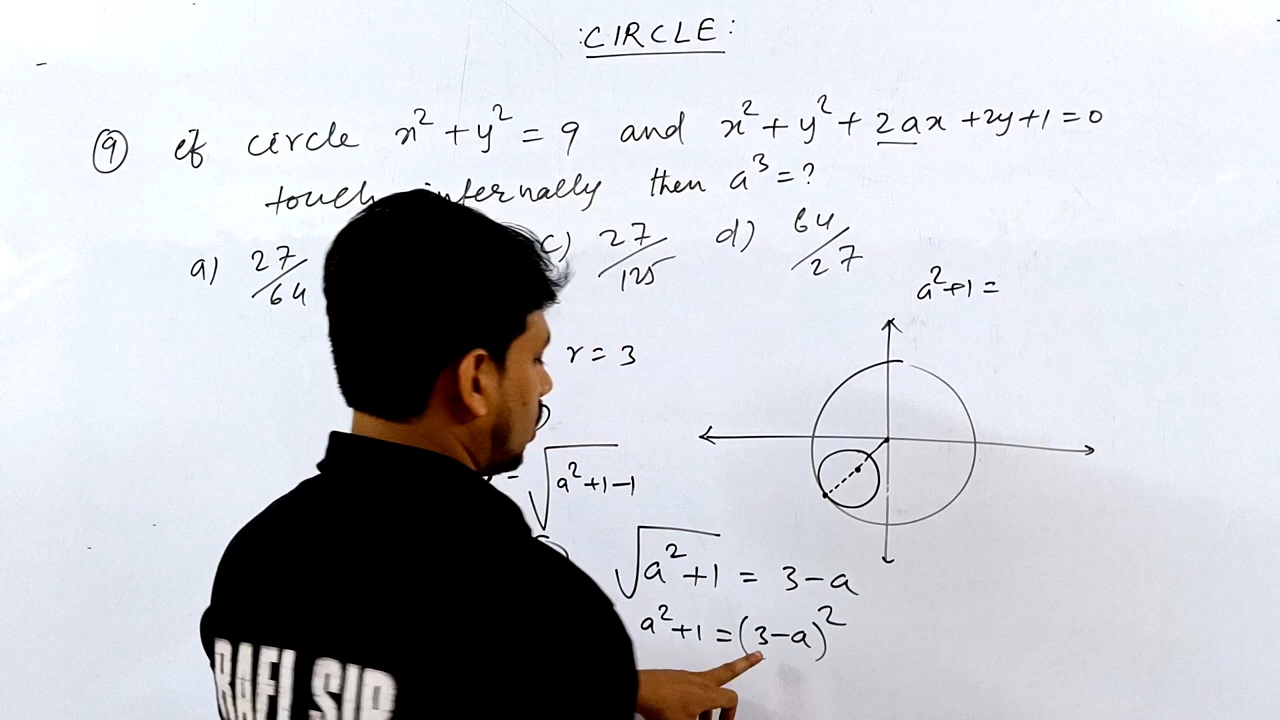 :CIRCLE:
⑨ if circle x² + y² = 9 and x² + y² + 2ax + 2y + 1 = 0
touch internally then a³ = ?
a) 27/64 c) 27/125 d) 64/27
a² + 1 =
r = 3
√a² + 1 - 1
√a² + 1 = 3 - a
a² + 1 = (3 - a)²
RAFI SIR